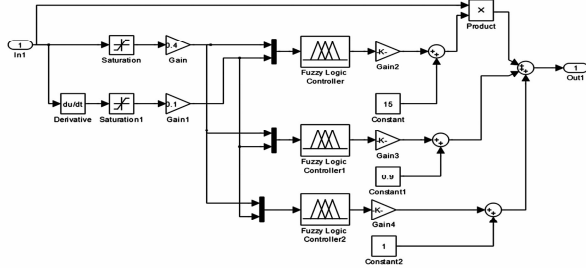 1
In1
Saturation
0.4
Gain
du/dt
Derivative
Saturation1
0.1
Gain1
Fuzzy Logic
Controller
-K-
Gain2
15
Constant
×
Product
1
Out1
Fuzzy Logic
Controller1
-K-
Gain3
0.9
Constant1
Fuzzy Logic
Controller2
-K-
Gain4
1
Constant2